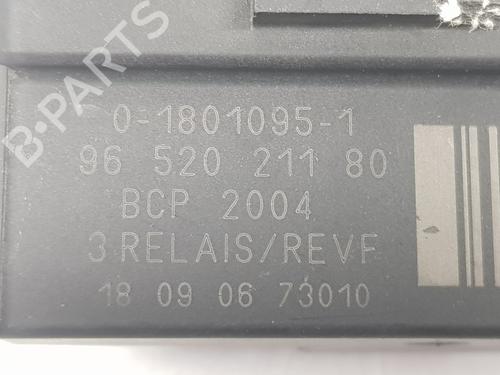 0-1801095-1
96 520 211 80
BCP 2004
3 RELAIS/REVF
18 09 06 73010
B-PARTS